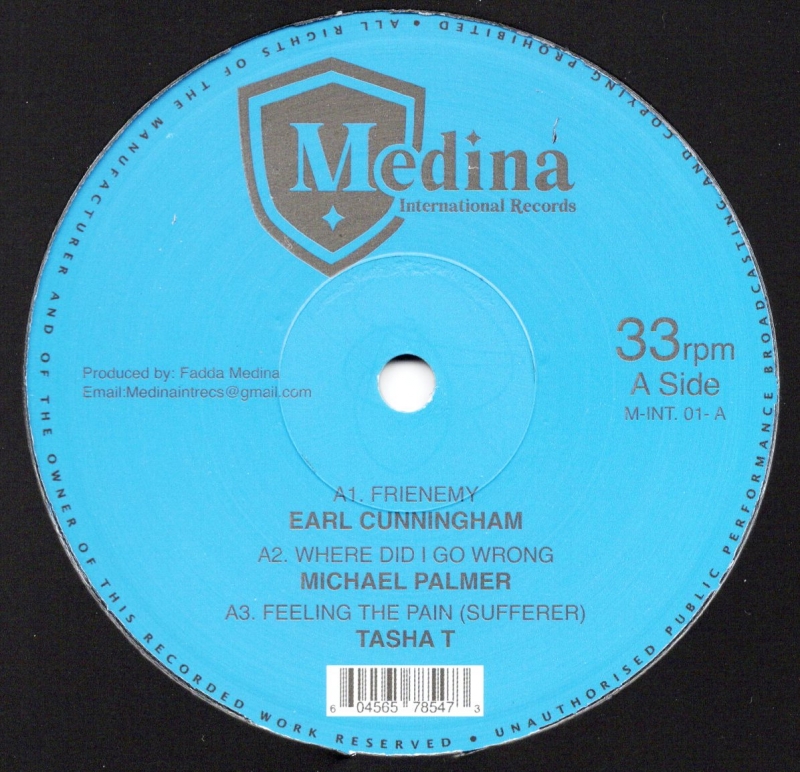 ALL RIGHTS OF THE MANUFACTURER AND OF THE OWNER OF THIS RECORDED WORK RESERVED • UNAUTHORISED PUBLIC PERFORMANCE BROADCASTING AND COPYING PROHIBITED •
Medina
International Records
33rpm
A Side
M-INT. 01- A
Produced by: Fadda Medina
Email:Medinaintrecs@gmail.com
A1. FRIENEMY
EARL CUNNINGHAM
A2. WHERE DID I GO WRONG
MICHAEL PALMER
A3. FEELING THE PAIN (SUFFERER)
TASHA T
6 04565 78547 3